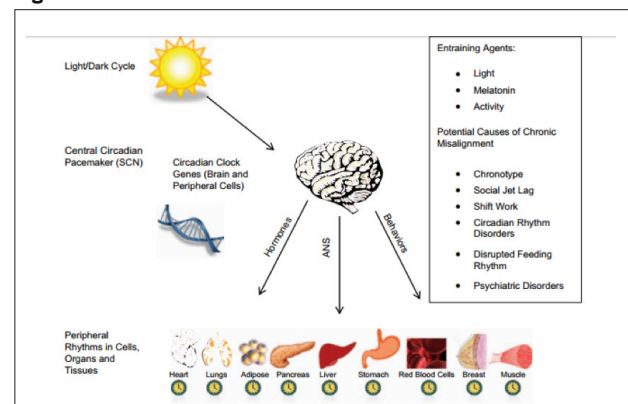 Light/Dark Cycle
Central Circadian
Pacemaker (SCN)
Circadian Clock
Genes (Brain and
Peripheral Cells)
Hormones
ANS
Behaviors
Peripheral
Rhythms in Cells,
Organs and
Tissues
Heart Lungs Adipose Pancreas Liver Stomach Red Blood Cells Breast Muscle
Entraining Agents:
• Light
• Melatonin
• Activity
Potential Causes of Chronic
Misalignment
• Chronotype
• Social Jet Lag
• Shift Work
• Circadian Rhythm
Disorders
• Disrupted Feeding
Rhythm
• Psychiatric Disorders